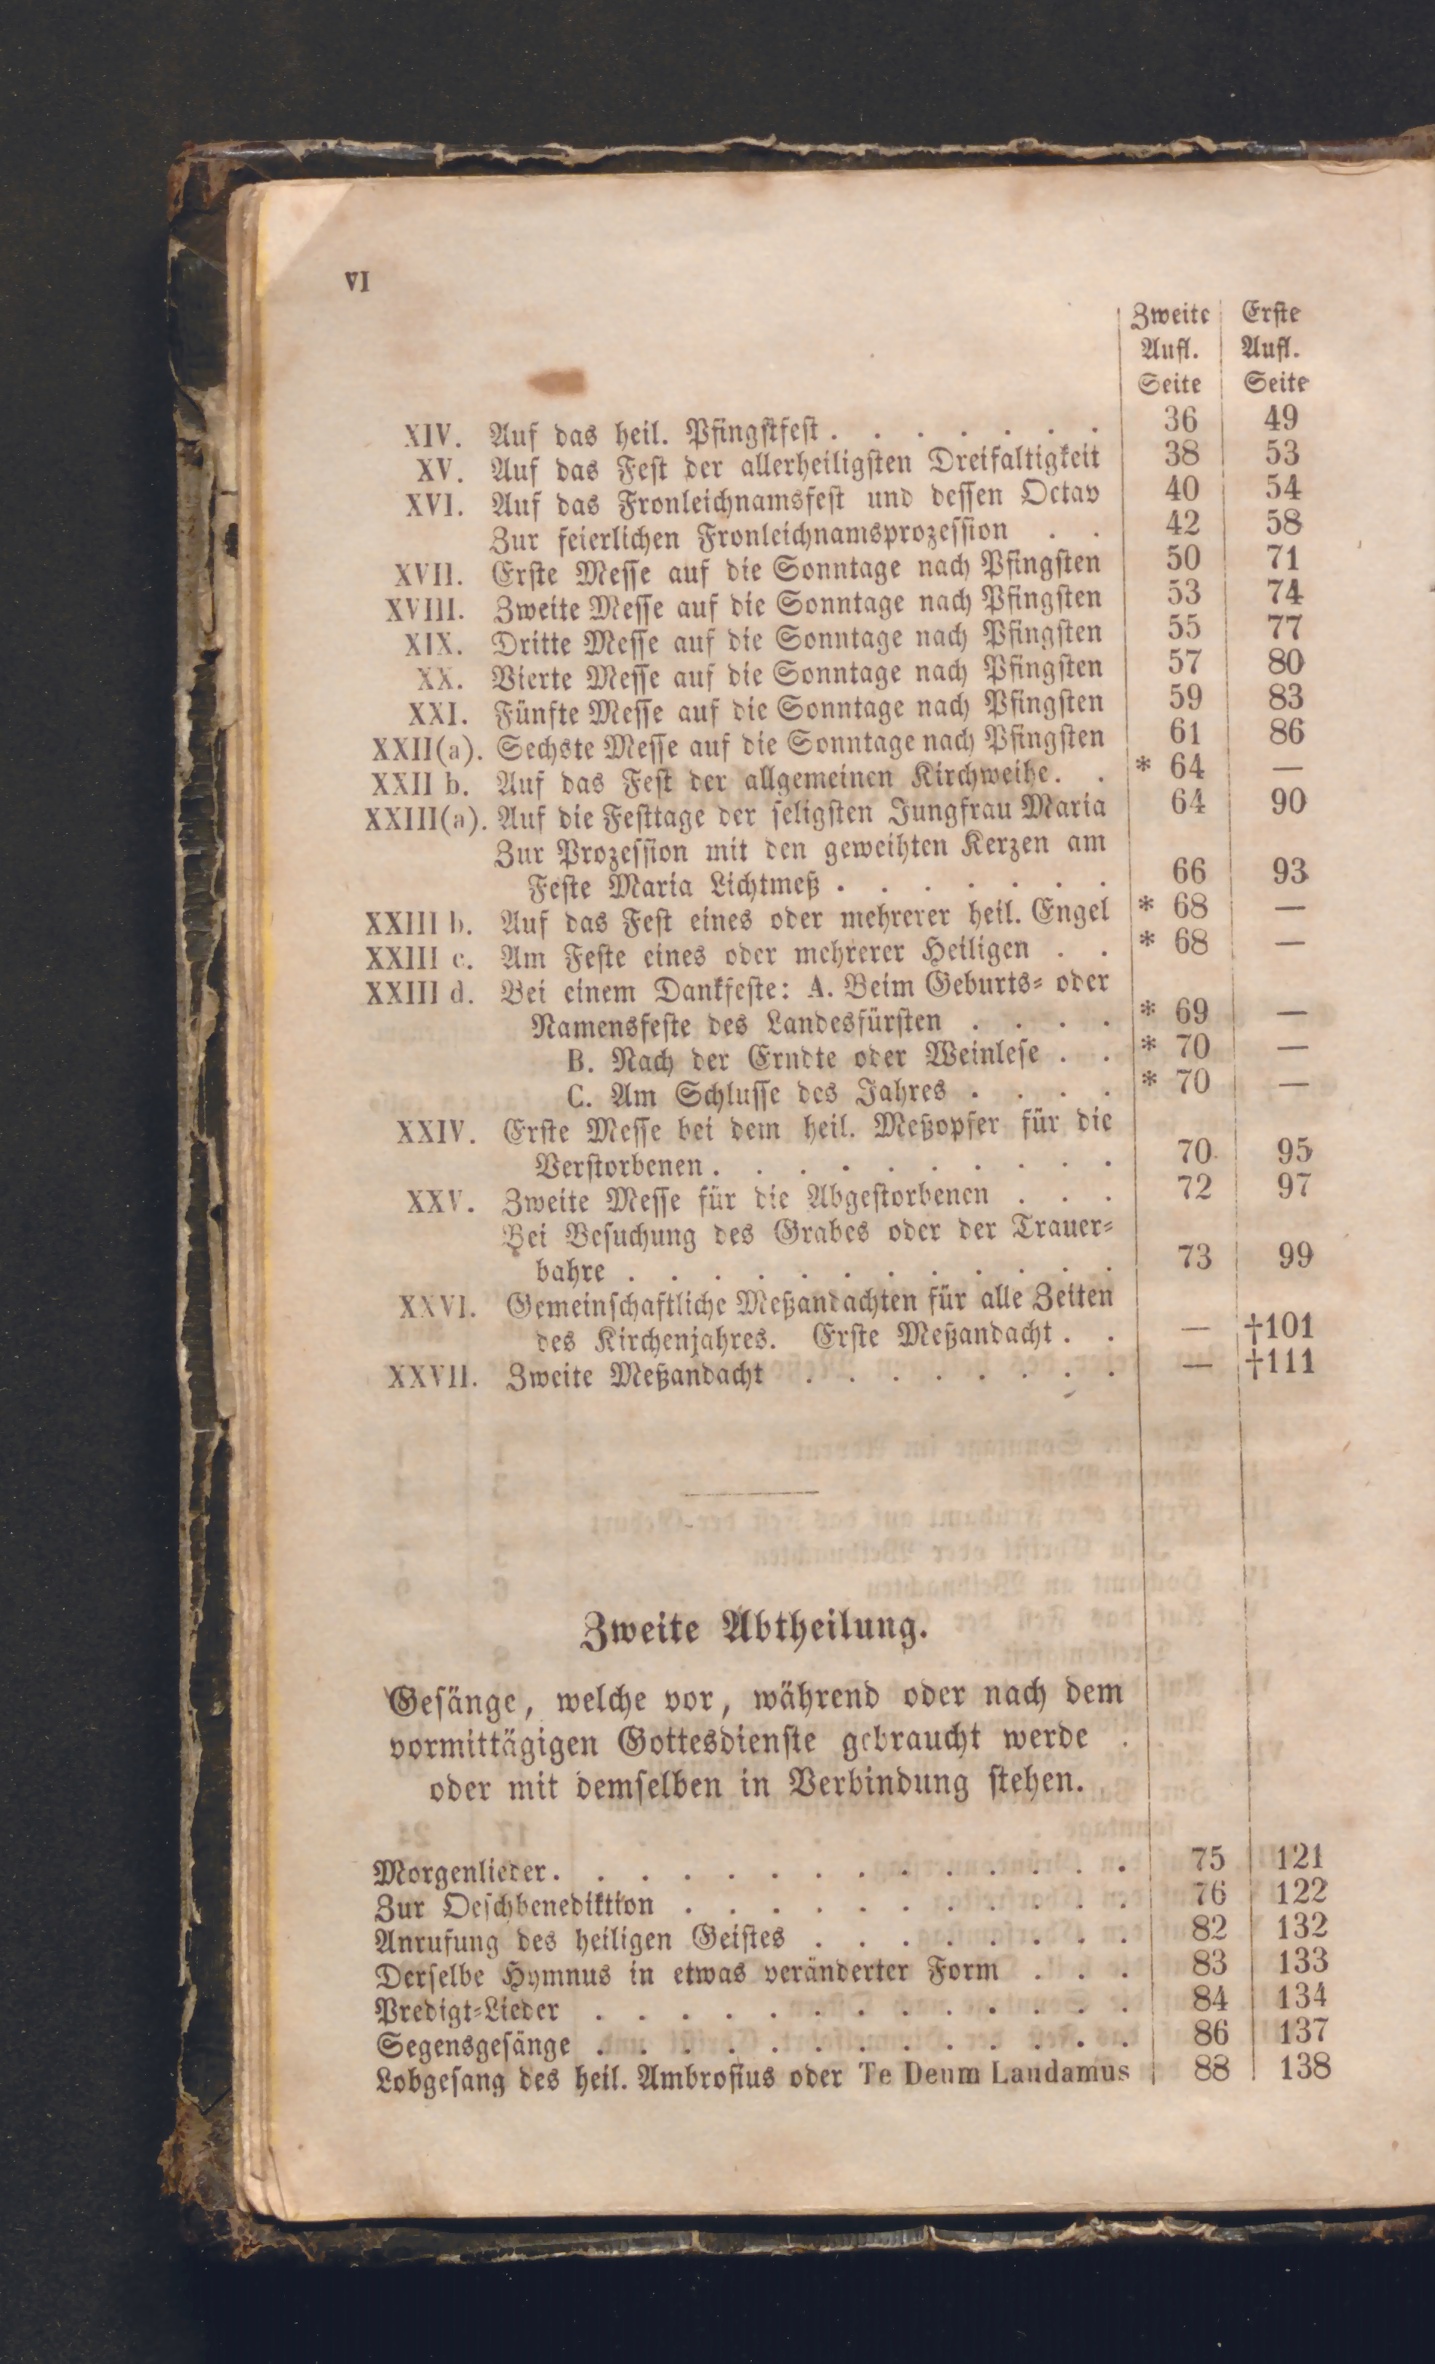 VI
Zweite Erste
Aufl. Aufl.
Seite Seite
XIV. Auf das heil. Pfingstfest . . . . . . . 36 49
XV. Auf das Fest der allerheiligsten Dreifaltigkeit 38 53
XVI. Auf das Fronleichnamsfest und dessen Octav 40 54
Zur feierlichen Fronleichnamsprozession . . 42 58
XVII. Erste Messe auf die Sonntage nach Pfingsten 50 71
XVIII. Zweite Messe auf die Sonntage nach Pfingsten 53 74
XIX. Dritte Messe auf die Sonntage nach Pfingsten 55 77
XX. Vierte Messe auf die Sonntage nach Pfingsten 57 80
XXI. Fünfte Messe auf die Sonntage nach Pfingsten 59 83
XXII(a). Sechste Messe auf die Sonntage nach Pfingsten 61 86
XXII b. Auf das Fest der allgemeinen Kirchweihe. . * 64 —
XXIII(a). Auf die Festtage der seligsten Jungfrau Maria 64 90
Zur Prozession mit den geweihten Kerzen am
Feste Maria Lichtmeß . . . . . . . 66 93
XXIII b. Auf das Fest eines oder mehrerer heil. Engel * 68 —
XXIII c. Am Feste eines oder mehrerer Heiligen . . * 68 —
XXIII d. Bei einem Dankfeste: A. Beim Geburts- oder
Namensfeste des Landesfürsten . . . . * 69 —
B. Nach der Erndte oder Weinlese . . * 70 —
C. Am Schlusse des Jahres . . . . * 70 —
XXIV. Erste Messe bei dem heil. Meßopfer für die
Verstorbenen . . . . . . . . . . 70 95
XXV. Zweite Messe für die Abgestorbenen . . . 72 97
Bei Besuchung des Grabes oder der Trauer-
bahre . . . . . . . . . . . . 73 99
XXVI. Gemeinschaftliche Meßandachten für alle Zeiten
des Kirchenjahres. Erste Meßandacht . . — †101
XXVII. Zweite Meßandacht . . . . . . . . — †111
Zweite Abtheilung.
Gesänge, welche vor, während oder nach dem
vormittägigen Gottesdienste gebraucht werde .
oder mit demselben in Verbindung stehen.
Morgenlieder . . . . . . . . . . . . . . 75 121
Zur Oeschbenediktion . . . . . . . . . . . 76 122
Anrufung des heiligen Geistes . . . . . . . . 82 132
Derselbe Hymnus in etwas veränderter Form . . . 83 133
Predigt-Lieder . . . . . . . . . . . . . 84 134
Segensgesänge . . . . . . . . . . . . . 86 137
Lobgesang des heil. Ambrosius oder Te Deum Laudamus 88 138